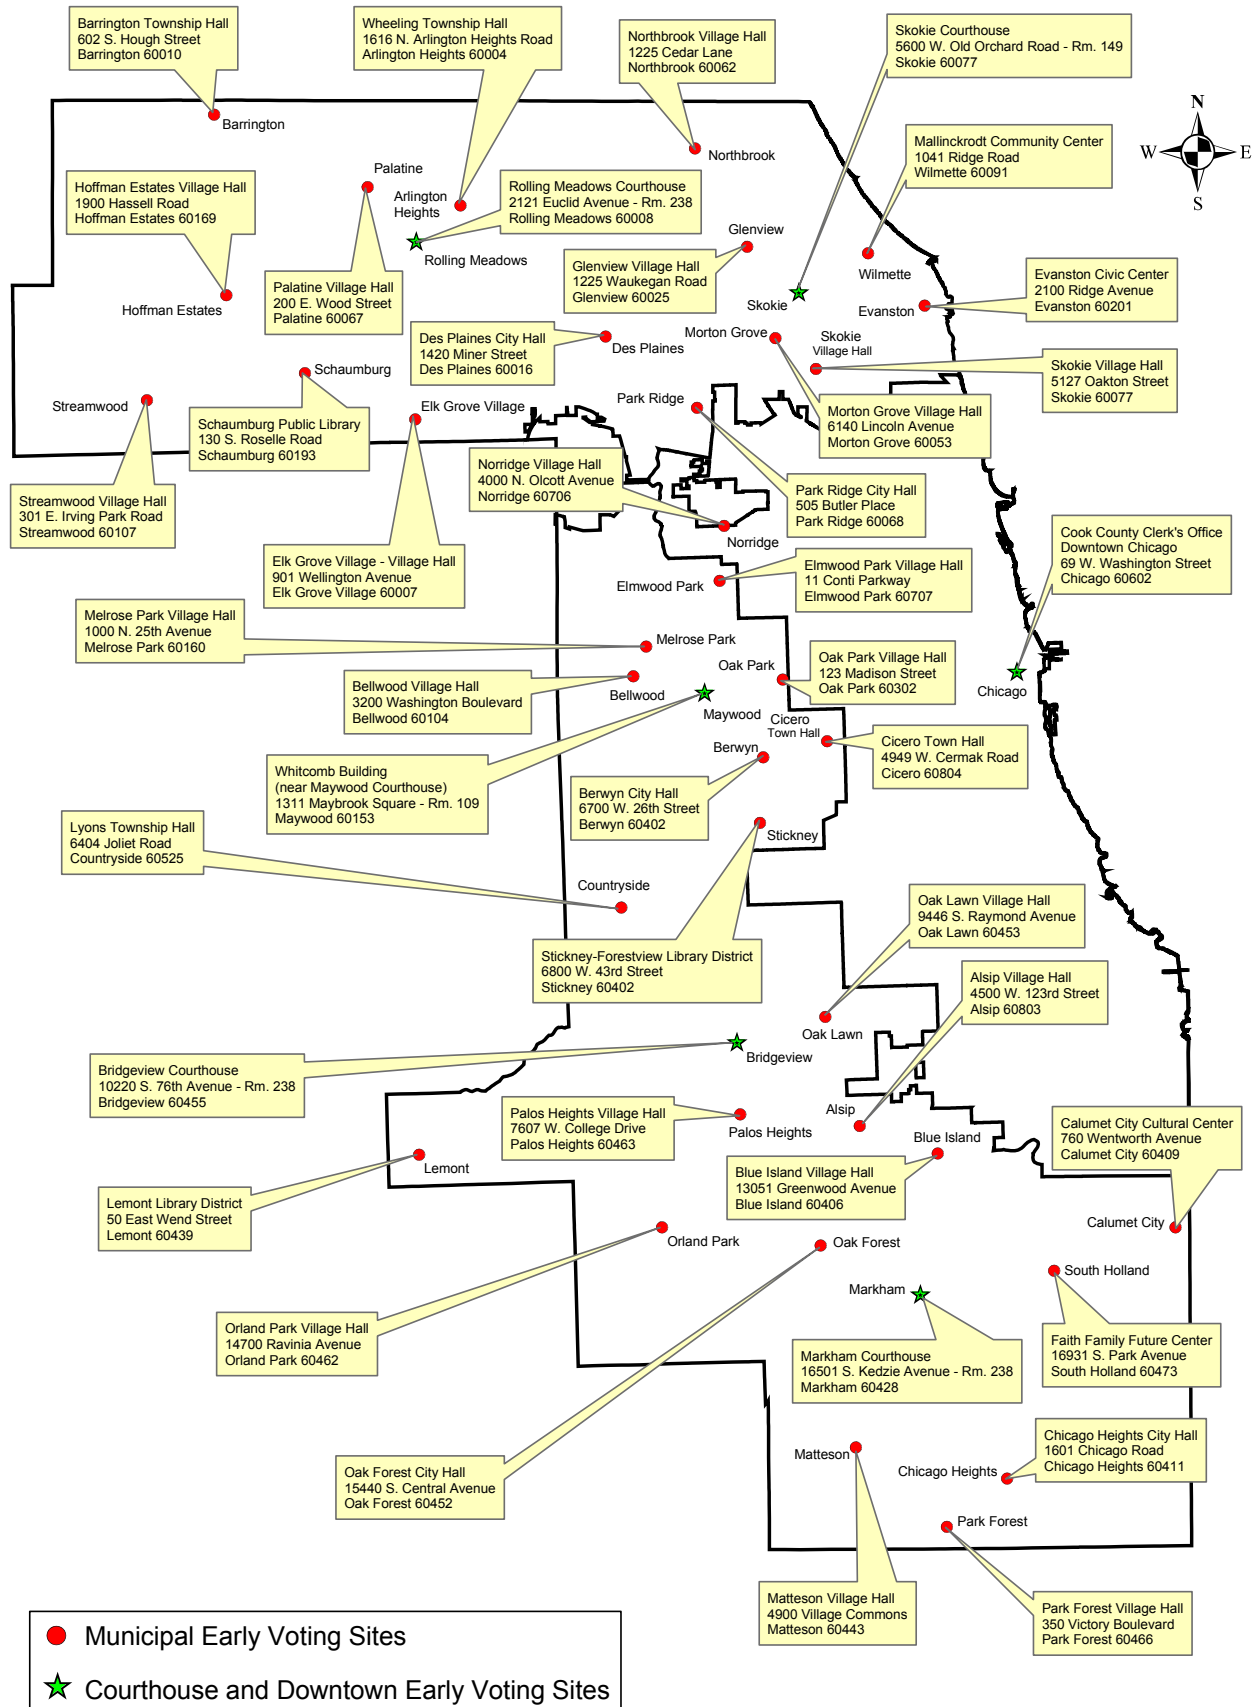 Barrington Township Hall
602 S. Hough Street
Barrington 60010
Wheeling Township Hall
1616 N. Arlington Heights Road
Arlington Heights 60004
Northbrook Village Hall
1225 Cedar Lane
Northbrook 60062
Skokie Courthouse
5600 W. Old Orchard Road - Rm. 149
Skokie 60077
N
W
E
S
Barrington
Northbrook
Mallinckrodt Community Center
1041 Ridge Road
Wilmette 60091
Palatine
Arlington
Heights
Hoffman Estates Village Hall
1900 Hassell Road
Hoffman Estates 60169
Rolling Meadows Courthouse
2121 Euclid Avenue - Rm. 238
Rolling Meadows 60008
Rolling Meadows
Glenview
Wilmette
Glenview Village Hall
1225 Waukegan Road
Glenview 60025
Evanston Civic Center
2100 Ridge Avenue
Evanston 60201
Palatine Village Hall
200 E. Wood Street
Palatine 60067
Hoffman Estates
Skokie
Evanston
Des Plaines City Hall
1420 Miner Street
Des Plaines 60016
Des Plaines
Morton Grove
Skokie
Village Hall
Skokie Village Hall
5127 Oakton Street
Skokie 60077
Schaumburg
Streamwood
Elk Grove Village
Park Ridge
Morton Grove Village Hall
6140 Lincoln Avenue
Morton Grove 60053
Schaumburg Public Library
130 S. Roselle Road
Schaumburg 60193
Norridge Village Hall
4000 N. Olcott Avenue
Norridge 60706
Park Ridge City Hall
505 Butler Place
Park Ridge 60068
Streamwood Village Hall
301 E. Irving Park Road
Streamwood 60107
Norridge
Cook County Clerk's Office
Downtown Chicago
69 W. Washington Street
Chicago 60602
Elk Grove Village - Village Hall
901 Wellington Avenue
Elk Grove Village 60007
Elmwood Park
Elmwood Park Village Hall
11 Conti Parkway
Elmwood Park 60707
Melrose Park Village Hall
1000 N. 25th Avenue
Melrose Park 60160
Melrose Park
Oak Park
Oak Park Village Hall
123 Madison Street
Oak Park 60302
Bellwood Village Hall
3200 Washington Boulevard
Bellwood 60104
Bellwood
Maywood
Chicago
Cicero
Town Hall
Cicero Town Hall
4949 W. Cermak Road
Cicero 60804
Berwyn
Whitcomb Building
(near Maywood Courthouse)
1311 Maybrook Square - Rm. 109
Maywood 60153
Berwyn City Hall
6700 W. 26th Street
Berwyn 60402
Lyons Township Hall
6404 Joliet Road
Countryside 60525
Stickney
Countryside
Oak Lawn Village Hall
9446 S. Raymond Avenue
Oak Lawn 60453
Stickney-Forestview Library District
6800 W. 43rd Street
Stickney 60402
Alsip Village Hall
4500 W. 123rd Street
Alsip 60803
Oak Lawn
Bridgeview
Bridgeview Courthouse
10220 S. 76th Avenue - Rm. 238
Bridgeview 60455
Palos Heights Village Hall
7607 W. College Drive
Palos Heights 60463
Palos Heights
Alsip
Blue Island
Calumet City Cultural Center
760 Wentworth Avenue
Calumet City 60409
Lemont
Blue Island Village Hall
13051 Greenwood Avenue
Blue Island 60406
Lemont Library District
50 East Wend Street
Lemont 60439
Orland Park
Oak Forest
Calumet City
South Holland
Markham
Orland Park Village Hall
14700 Ravinia Avenue
Orland Park 60462
Markham Courthouse
16501 S. Kedzie Avenue - Rm. 238
Markham 60428
Faith Family Future Center
16931 S. Park Avenue
South Holland 60473
Chicago Heights City Hall
1601 Chicago Road
Chicago Heights 60411
Matteson
Chicago Heights
Oak Forest City Hall
15440 S. Central Avenue
Oak Forest 60452
Park Forest
Matteson Village Hall
4900 Village Commons
Matteson 60443
Park Forest Village Hall
350 Victory Boulevard
Park Forest 60466
Municipal Early Voting Sites
Courthouse and Downtown Early Voting Sites